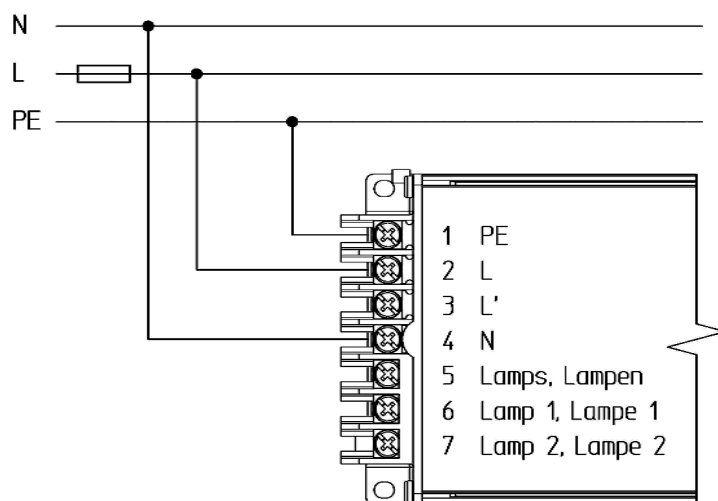 N
L
PE
1 PE
2 L
3 L'
4 N
5 Lamps, Lampen
6 Lamp 1, Lampe 1
7 Lamp 2, Lampe 2